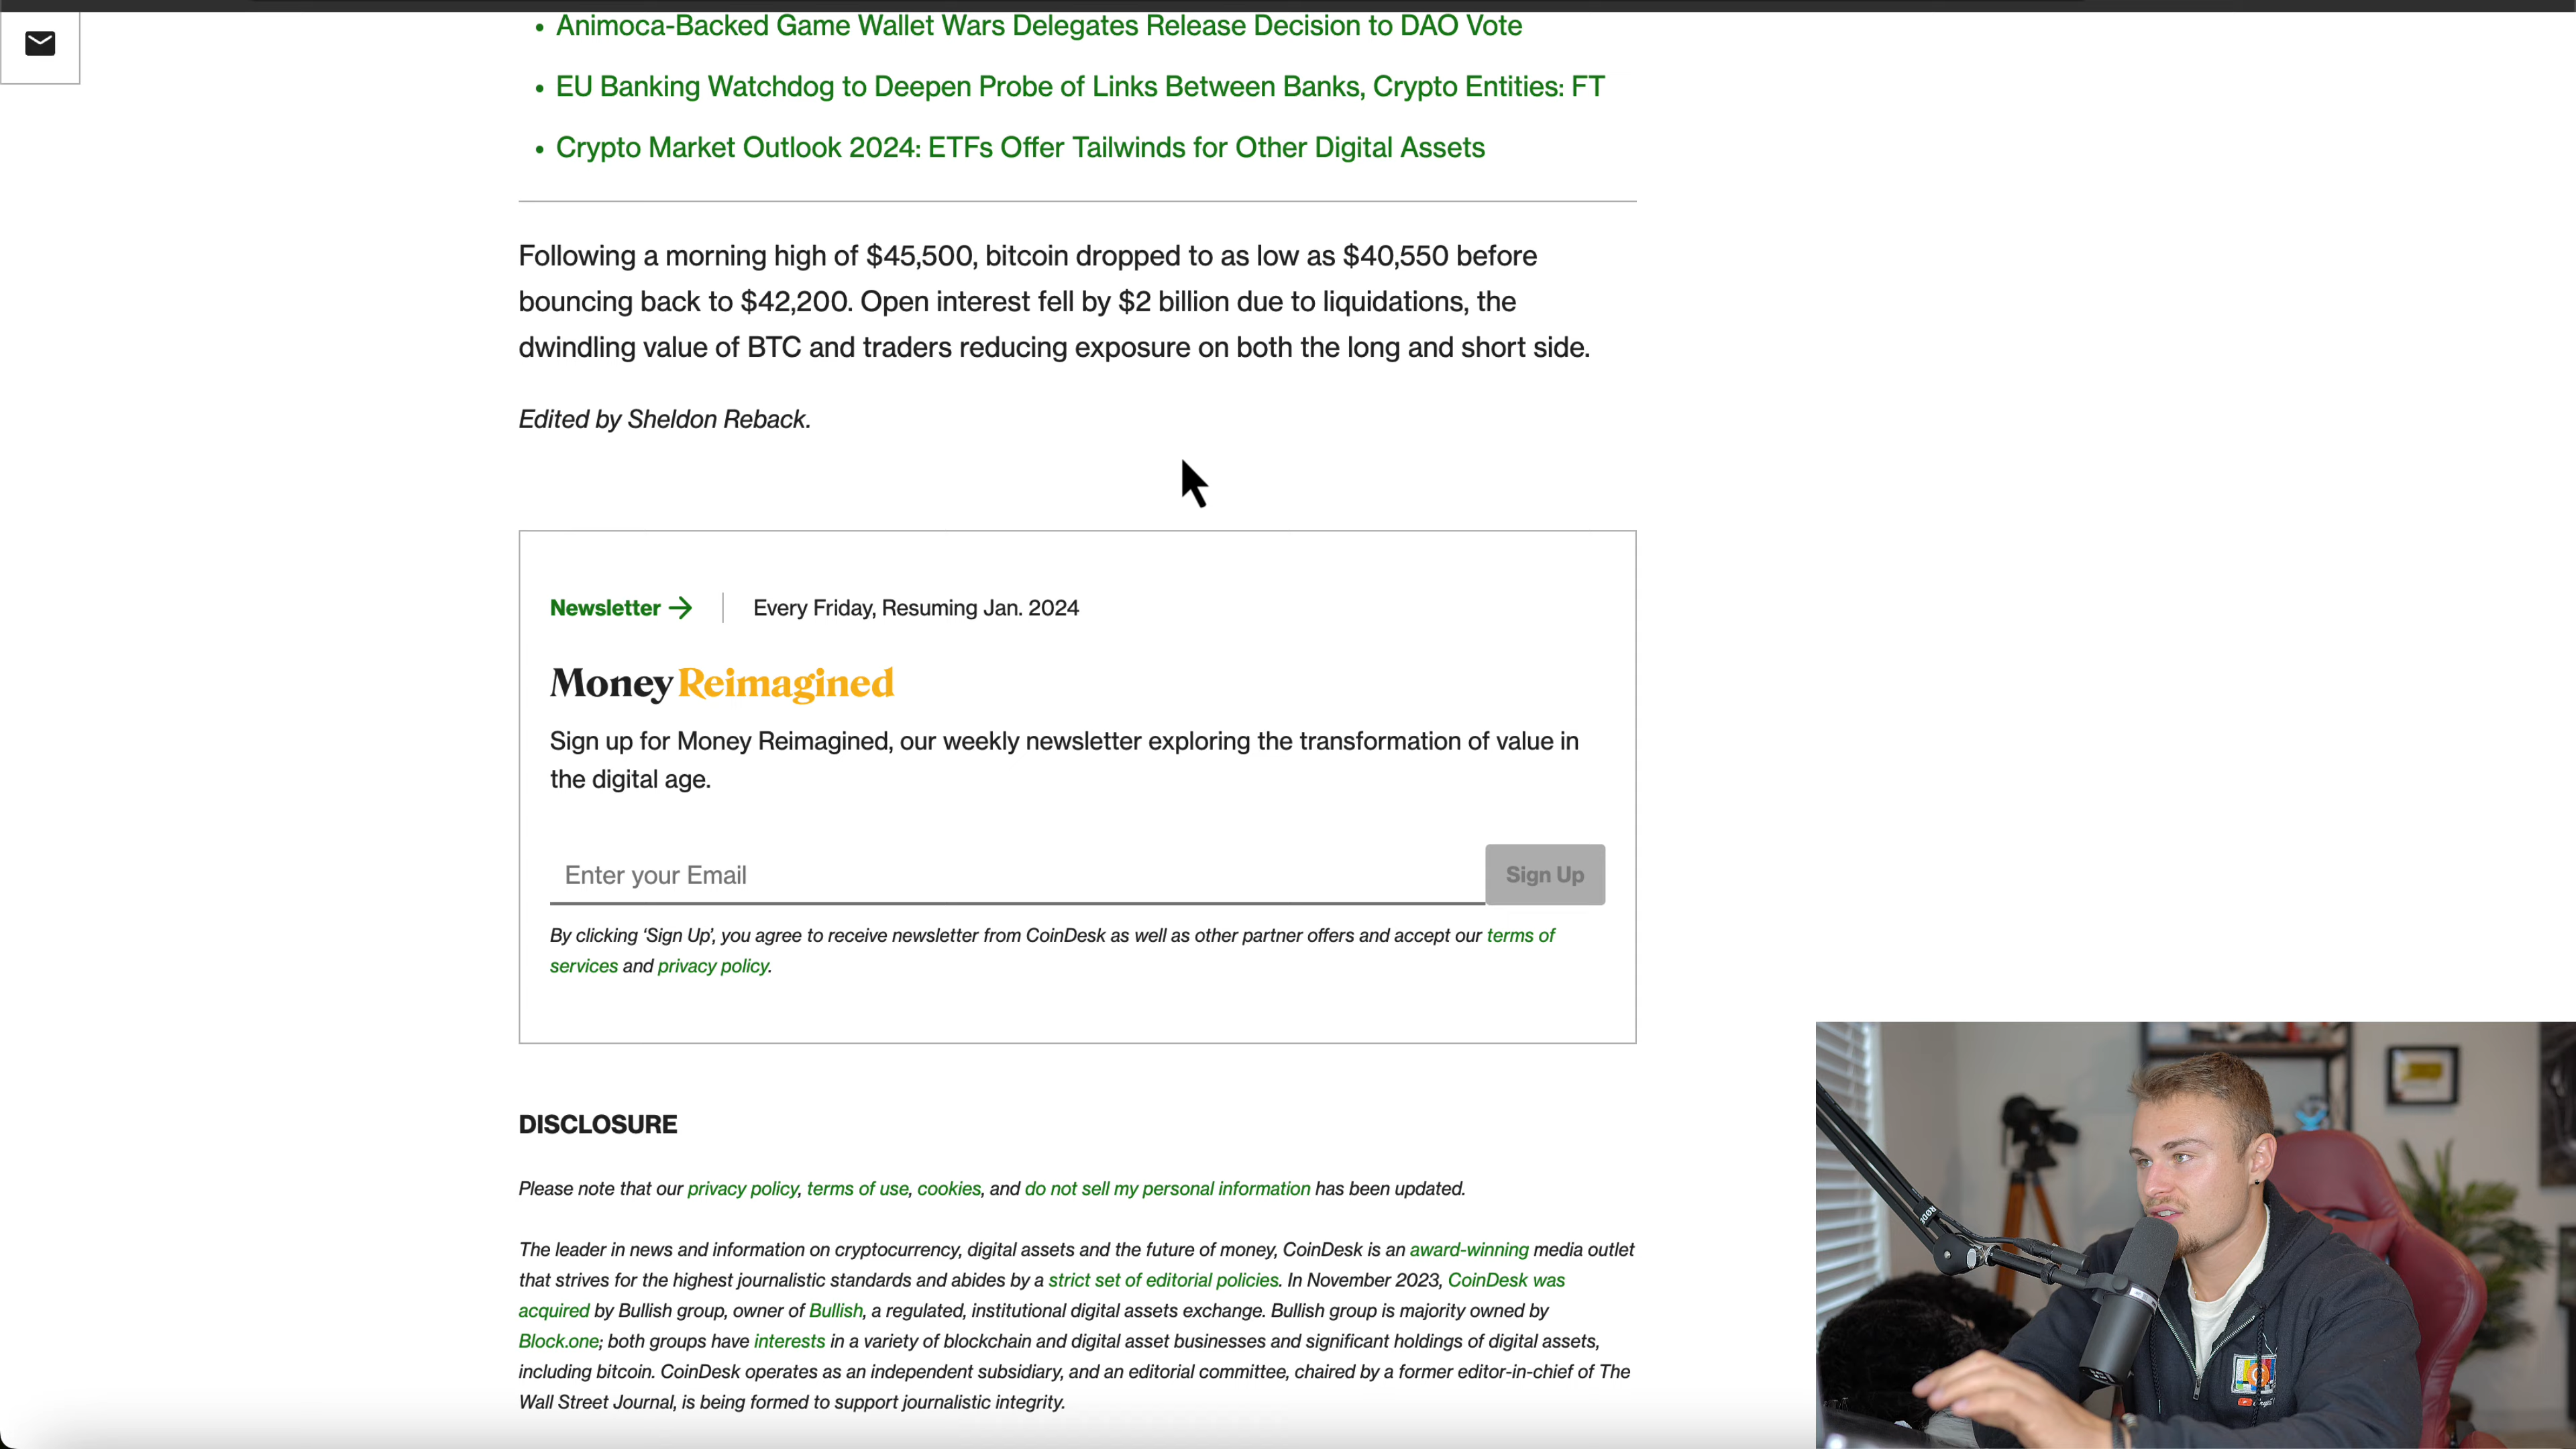 Animoca-Backed Game Wallet Wars Delegates Release Decision to DAO Vote
EU Banking Watchdog to Deepen Probe of Links Between Banks, Crypto Entities: FT
Crypto Market Outlook 2024: ETFs Offer Tailwinds for Other Digital Assets
Following a morning high of $45,500, bitcoin dropped to as low as $40,550 before
bouncing back to $42,200. Open interest fell by $2 billion due to liquidations, the
dwindling value of BTC and traders reducing exposure on both the long and short side.
Edited by Sheldon Reback.
Newsletter → | Every Friday, Resuming Jan. 2024
Money Reimagined
Sign up for Money Reimagined, our weekly newsletter exploring the transformation of value in
the digital age.
Enter your Email
Sign Up
By clicking ‘Sign Up’, you agree to receive newsletter from CoinDesk as well as other partner offers and accept our terms of
services and privacy policy.
DISCLOSURE
Please note that our privacy policy, terms of use, cookies, and do not sell my personal information has been updated.
The leader in news and information on cryptocurrency, digital assets and the future of money, CoinDesk is an award-winning media outlet
that strives for the highest journalistic standards and abides by a strict set of editorial policies. In November 2023, CoinDesk was
acquired by Bullish group, owner of Bullish, a regulated, institutional digital assets exchange. Bullish group is majority owned by
Block.one; both groups have interests in a variety of blockchain and digital asset businesses and significant holdings of digital assets,
including bitcoin. CoinDesk operates as an independent subsidiary, and an editorial committee, chaired by a former editor-in-chief of The
Wall Street Journal, is being formed to support journalistic integrity.
RØDE